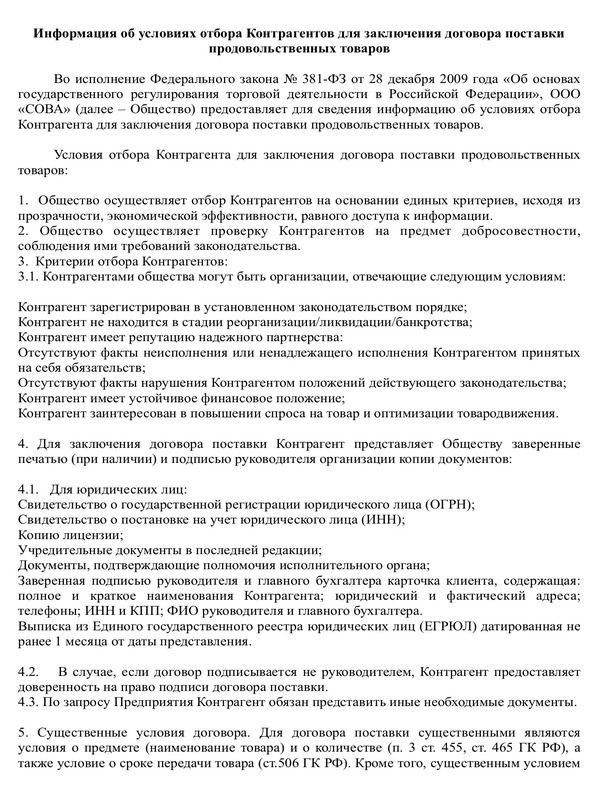 Информация об условиях отбора Контрагентов для заключения договора поставки
продовольственных товаров
Во исполнение Федерального закона № 381-ФЗ от 28 декабря 2009 года «Об основах
государственного регулирования торговой деятельности в Российской Федерации», ООО
«СОВА» (далее – Общество) предоставляет для сведения информацию об условиях отбора
Контрагента для заключения договора поставки продовольственных товаров.
Условия отбора Контрагента для заключения договора поставки продовольственных
товаров:
1. Общество осуществляет отбор Контрагентов на основании единых критериев, исходя из
прозрачности, экономической эффективности, равного доступа к информации.
2. Общество осуществляет проверку Контрагентов на предмет добросовестности,
соблюдения ими требований законодательства.
3. Критерии отбора Контрагентов:
3.1. Контрагентами общества могут быть организации, отвечающие следующим условиям:
Контрагент зарегистрирован в установленном законодательством порядке;
Контрагент не находится в стадии реорганизации/ликвидации/банкротства;
Контрагент имеет репутацию надежного партнерства:
Отсутствуют факты неисполнения или ненадлежащего исполнения Контрагентом принятых
на себя обязательств;
Отсутствуют факты нарушения Контрагентом положений действующего законодательства;
Контрагент имеет устойчивое финансовое положение;
Контрагент заинтересован в повышении спроса на товар и оптимизации товародвижения.
4. Для заключения договора поставки Контрагент представляет Обществу заверенные
печатью (при наличии) и подписью руководителя организации копии документов:
4.1. Для юридических лиц:
Свидетельство о государственной регистрации юридического лица (ОГРН);
Свидетельство о постановке на учет юридического лица (ИНН);
Копию лицензии;
Учредительные документы в последней редакции;
Документы, подтверждающие полномочия исполнительного органа;
Заверенная подписью руководителя и главного бухгалтера карточка клиента, содержащая:
полное и краткое наименования Контрагента; юридический и фактический адреса;
телефоны; ИНН и КПП; ФИО руководителя и главного бухгалтера.
Выписка из Единого государственного реестра юридических лиц (ЕГРЮЛ) датированная не
ранее 1 месяца от даты представления.
4.2. В случае, если договор подписывается не руководителем, Контрагент предоставляет
доверенность на право подписи договора поставки.
4.3. По запросу Предприятия Контрагент обязан представить иные необходимые документы.
5. Существенные условия договора. Для договора поставки существенными являются
условия о предмете (наименование товара) и о количестве (п. 3 ст. 455, ст. 465 ГК РФ), а
также условие о сроке передачи товара (ст.506 ГК РФ). Кроме того, существенным условием